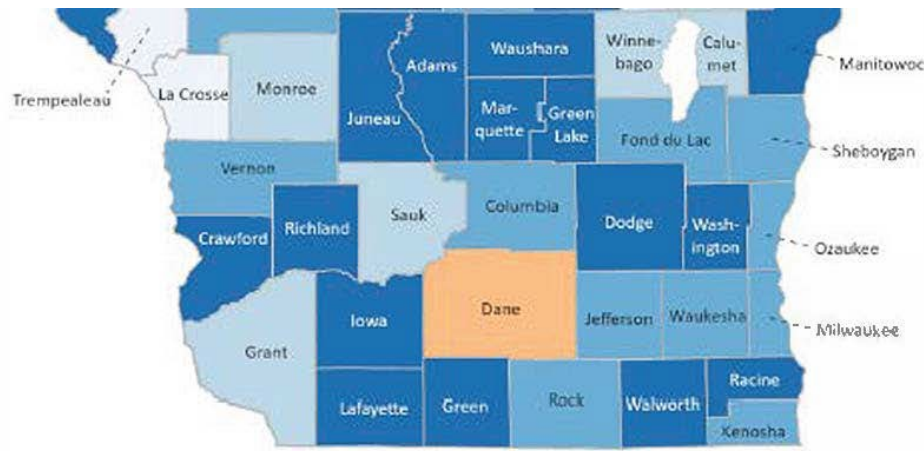 Winne-
bago
Calu-
met
Waushara
Adams
Manitowoc
La Crosse
Monroe
Trempealeau
Juneau
Mar-
quette
Green
Lake
Fond du Lac
Sheboygan
Vernon
Sauk
Columbia
Dodge
Wash-
ington
Richland
Crawford
Ozaukee
Dane
Iowa
Jefferson
Waukesha
Milwaukee
Grant
Racine
Lafayette
Green
Rock
Walworth
Kenosha